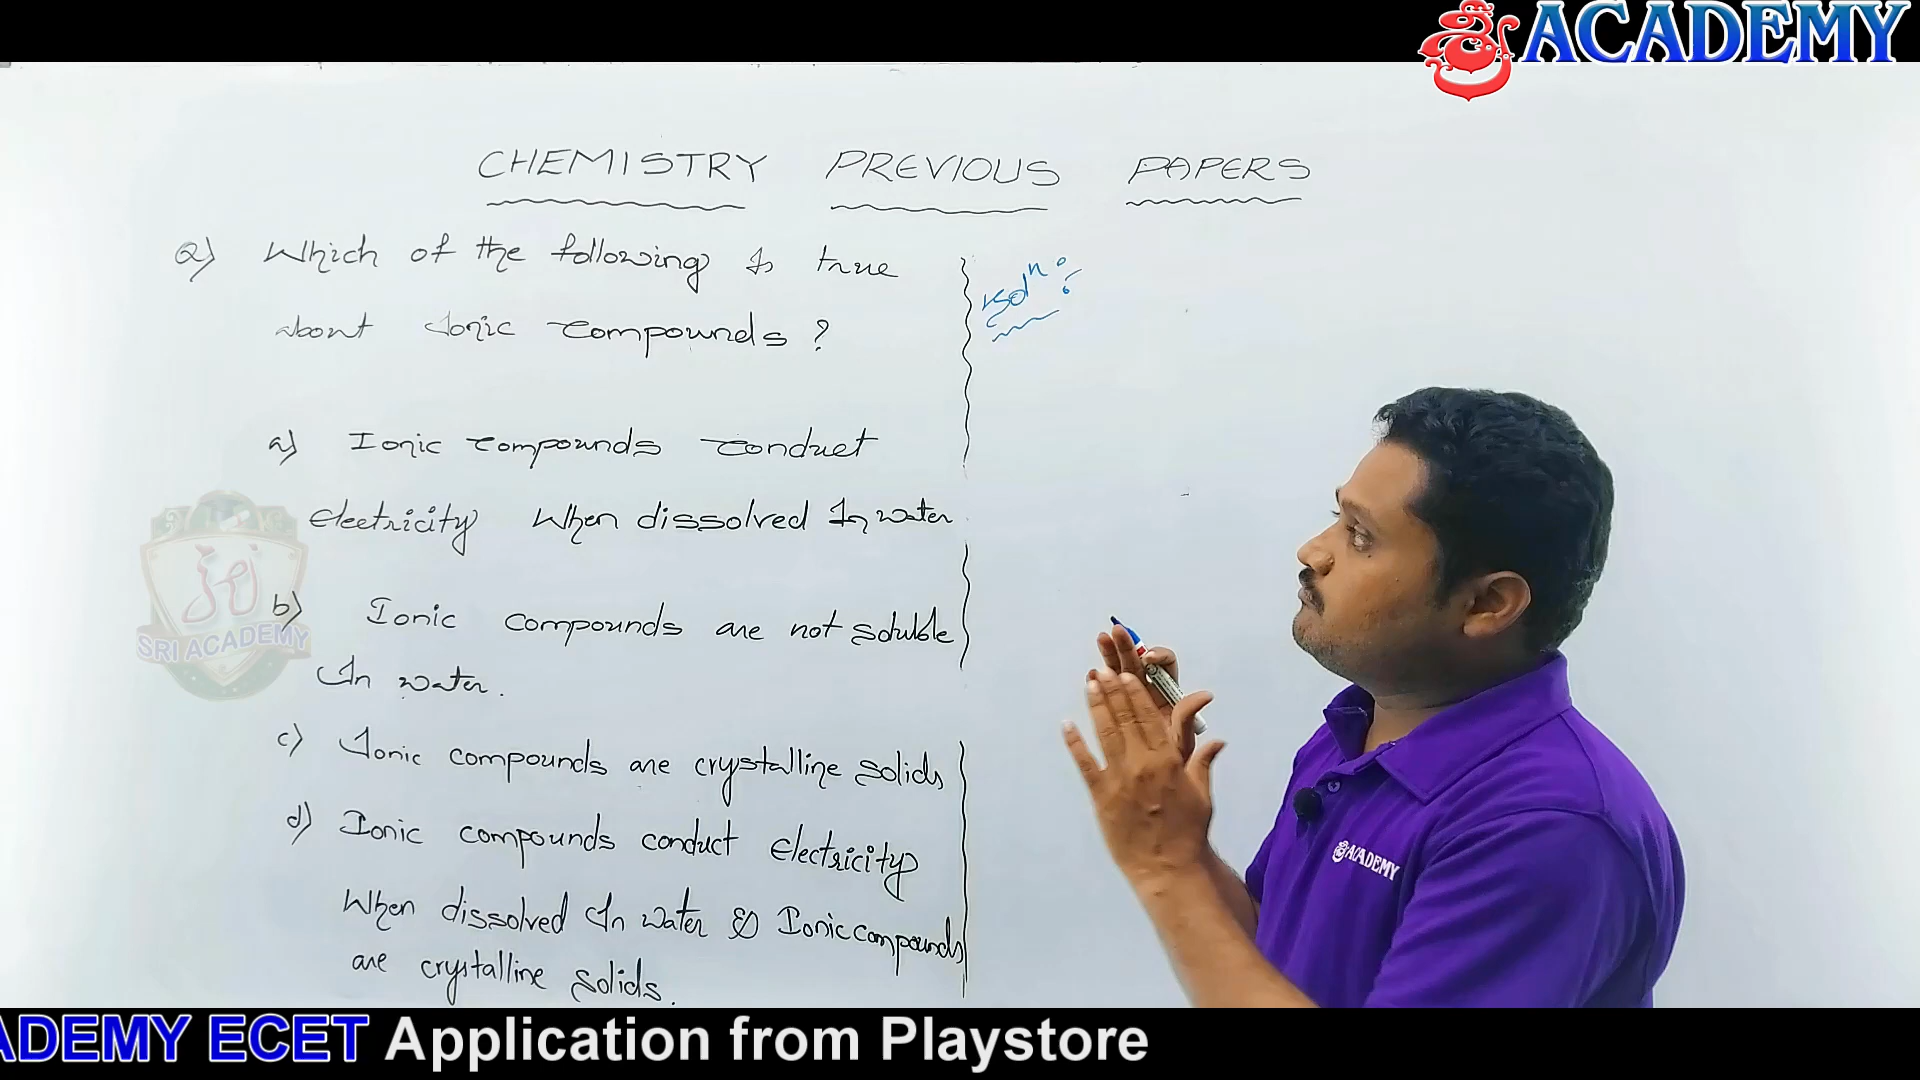 శ్రీ ACADEMY
CHEMISTRY PREVIOUS PAPERS
Q) Which of the following Is true
about Ionic compounds ?
Soln :
a) Ionic compounds conduct
electricity When dissolved In water
b) Ionic compounds are not soluble
In water.
c) Ionic compounds are crystalline solids
d) Ionic compounds conduct electricity
When dissolved In water & Ionic compounds
are crystalline solids.
SRI ACADEMY
శ్రీ ACADEMY
ADEMY ECET Application from Playstore